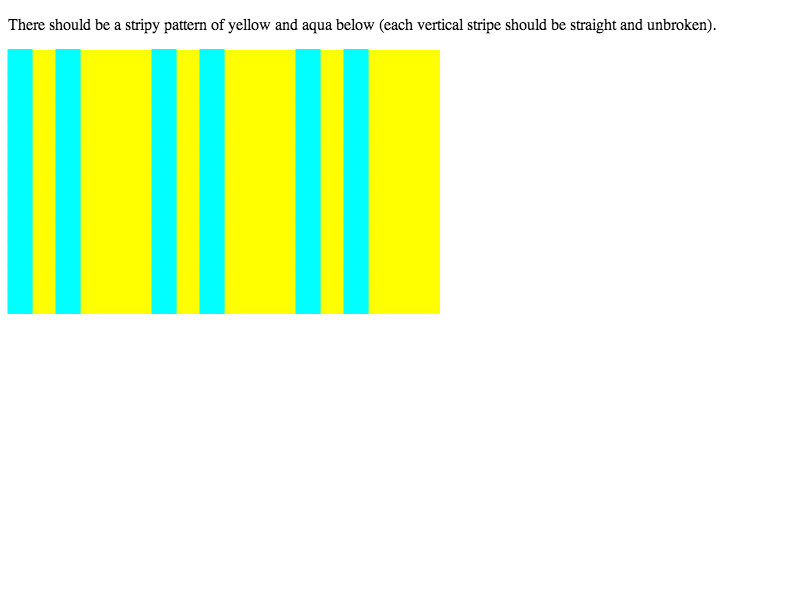 There should be a stripy pattern of yellow and aqua below (each vertical stripe should be straight and unbroken).